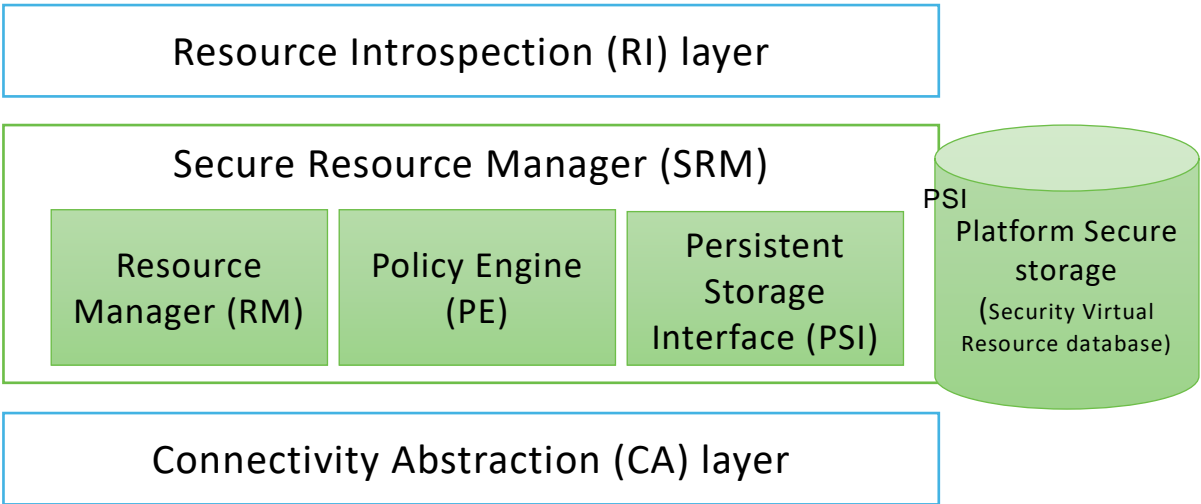 Resource Introspection (RI) layer
Secure Resource Manager (SRM)
Resource
Manager (RM)
Policy Engine
(PE)
Persistent
Storage
Interface (PSI)
PSI
Platform Secure
storage
(Security Virtual
Resource database)
Connectivity Abstraction (CA) layer